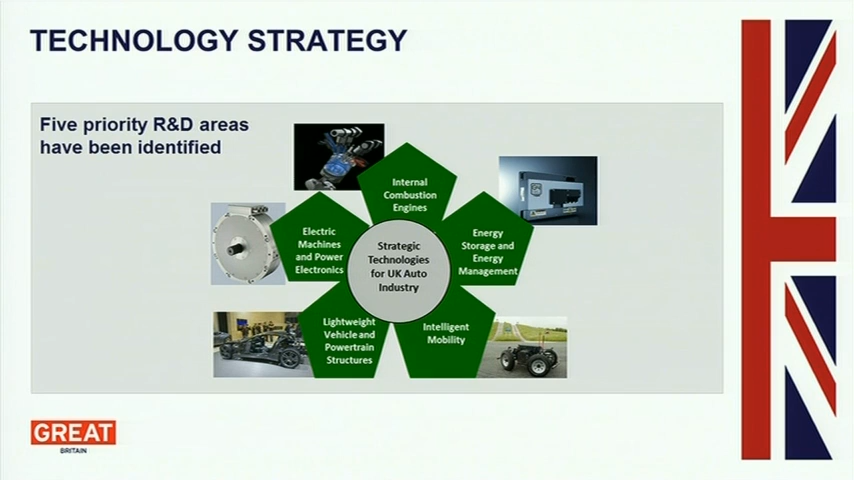 TECHNOLOGY STRATEGY
Five priority R&D areas
have been identified
Internal
Combustion
Engines
Electric
Machines
and Power
Electronics
Strategic
Technologies
for UK Auto
Industry
Energy
Storage and
Energy
Management
Lightweight
Vehicle and
Powertrain
Structures
Intelligent
Mobility
GREAT
BRITAIN